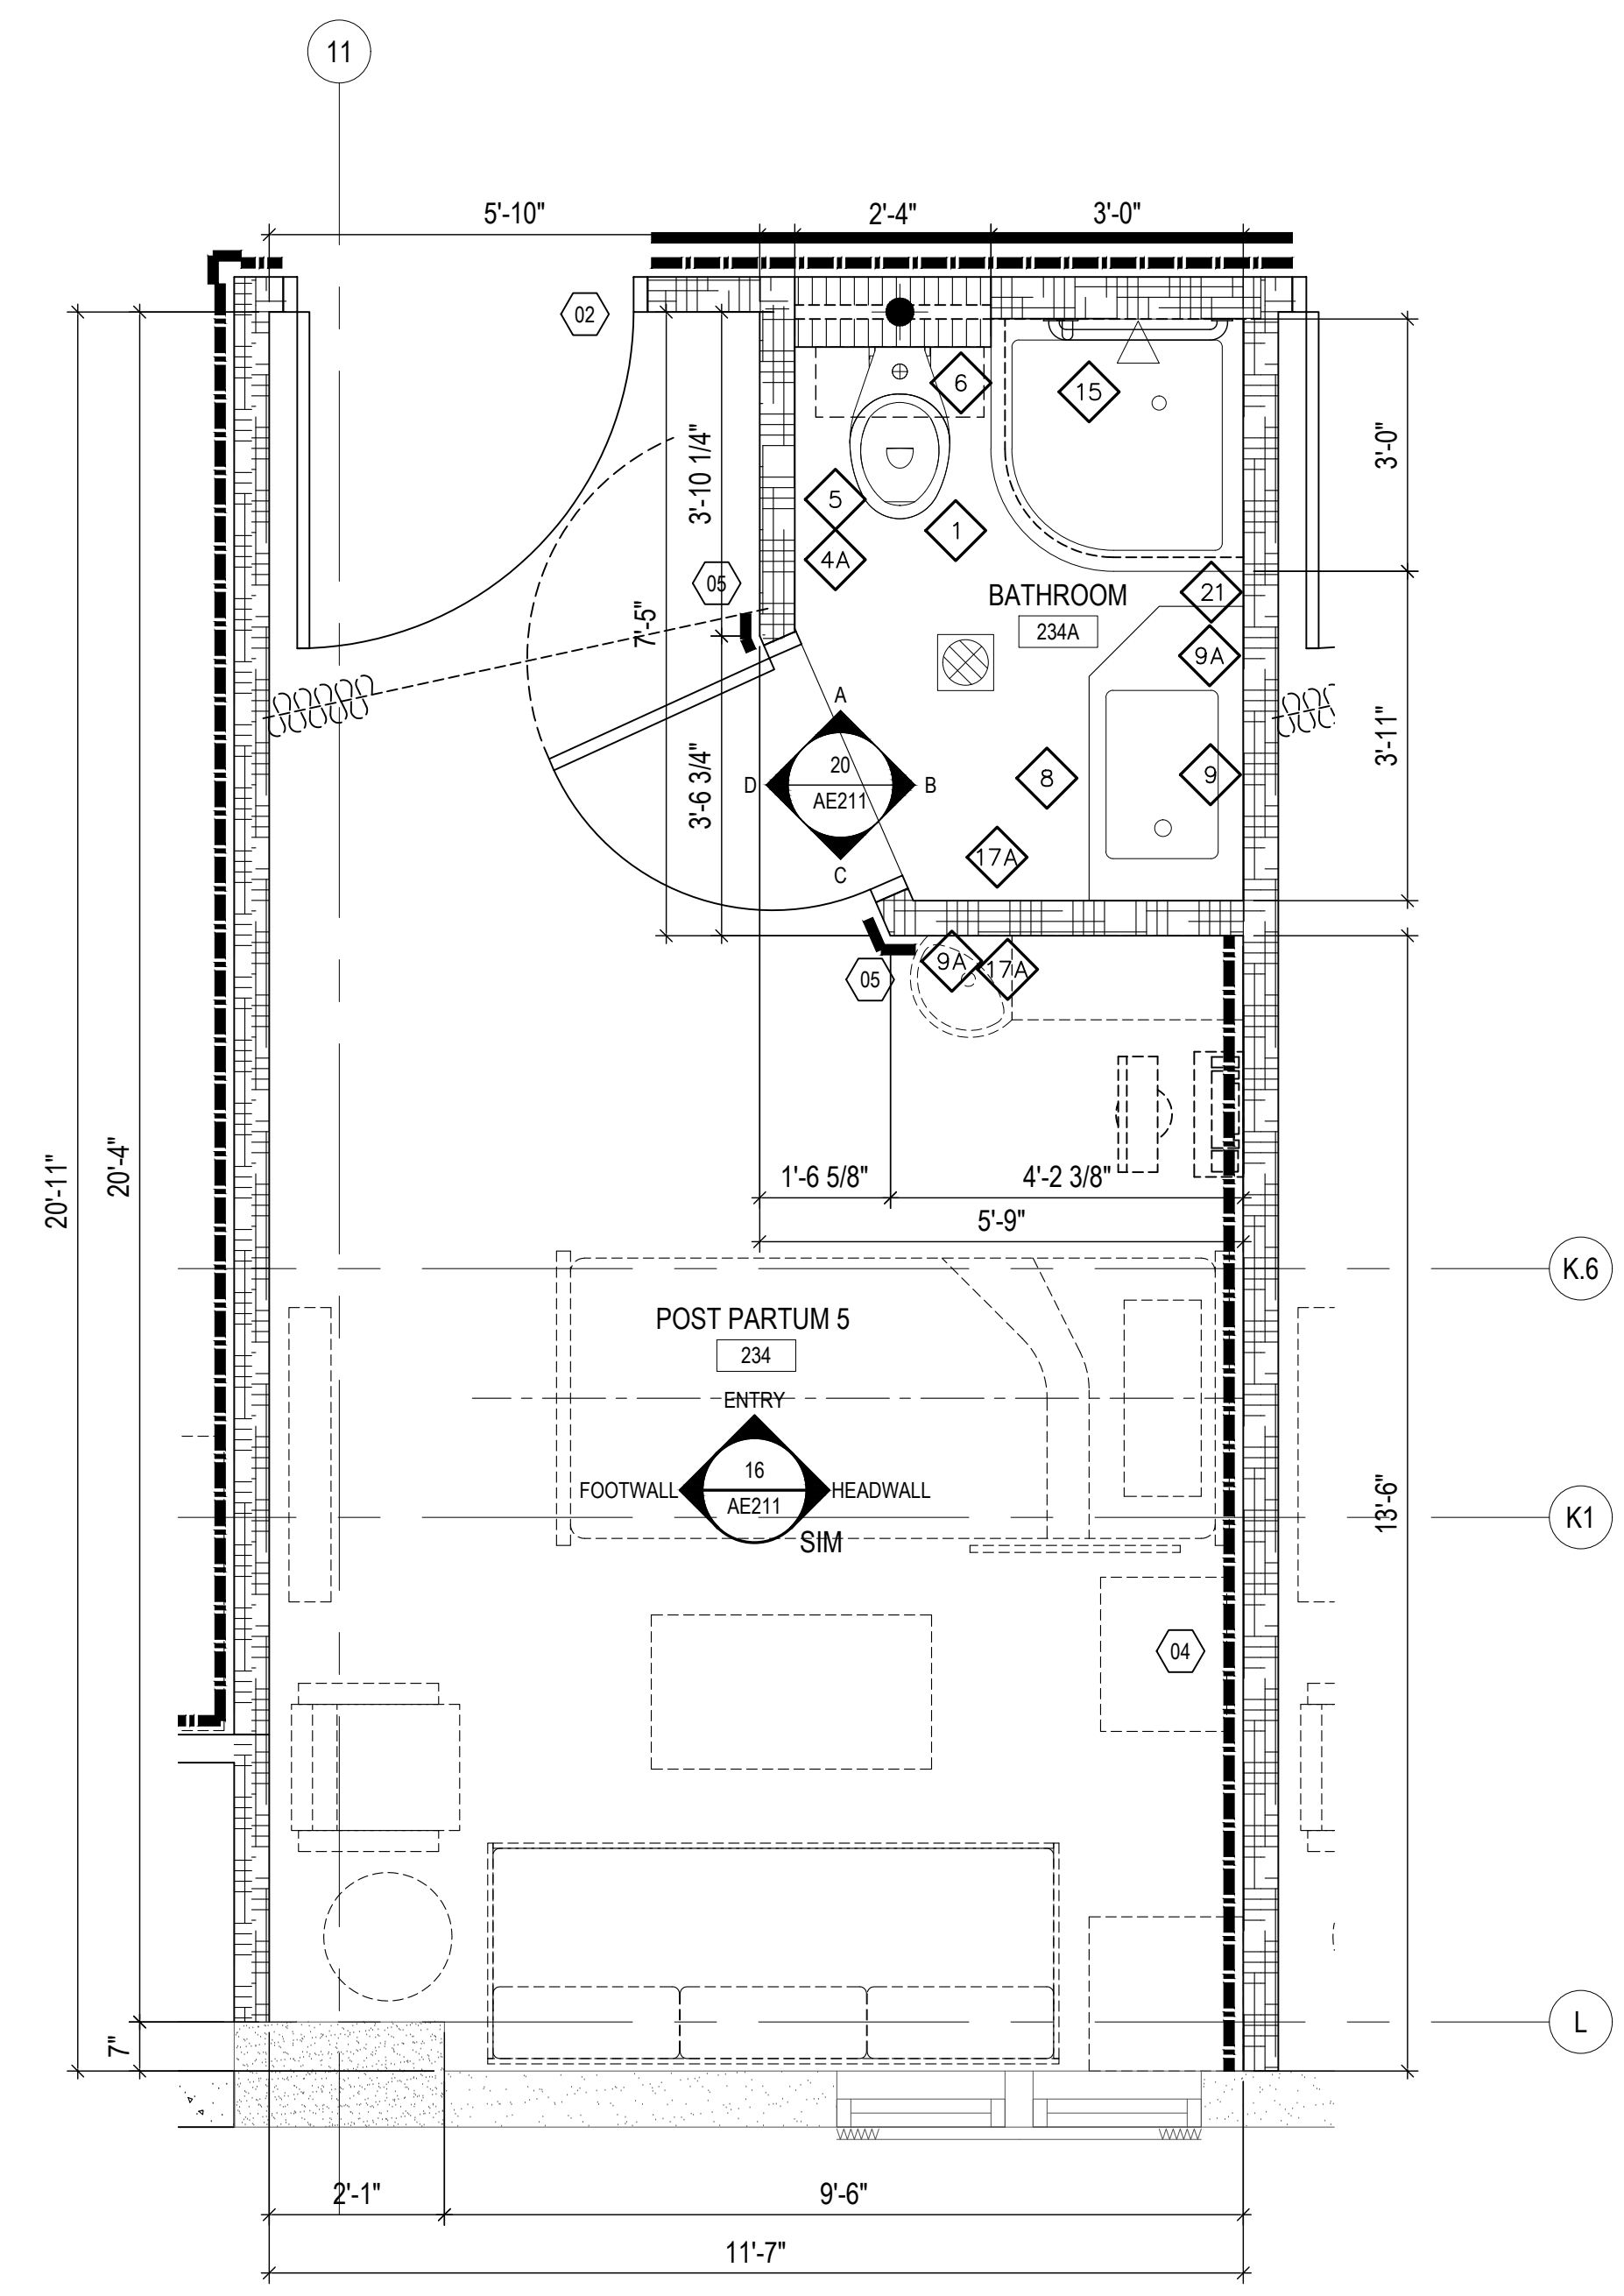 11
5'-10"
2'-4"
3'-0"
02
6
15
3'-10 1/4"
3'-0"
5
1
4A
05
7'-5"
BATHROOM
234A
21
9A
A
3'-11"
3'-6 3/4"
D
20
AE211
B
8
9
17A
C
9A
17A
05
20'-11"
20'-4"
1'-6 5/8"
4'-2 3/8"
5'-9"
K.6
POST PARTUM 5
234
ENTRY
FOOTWALL
16
AE211
HEADWALL
SIM
13'-6"
K1
04
L
7"
2'-1"
9'-6"
11'-7"